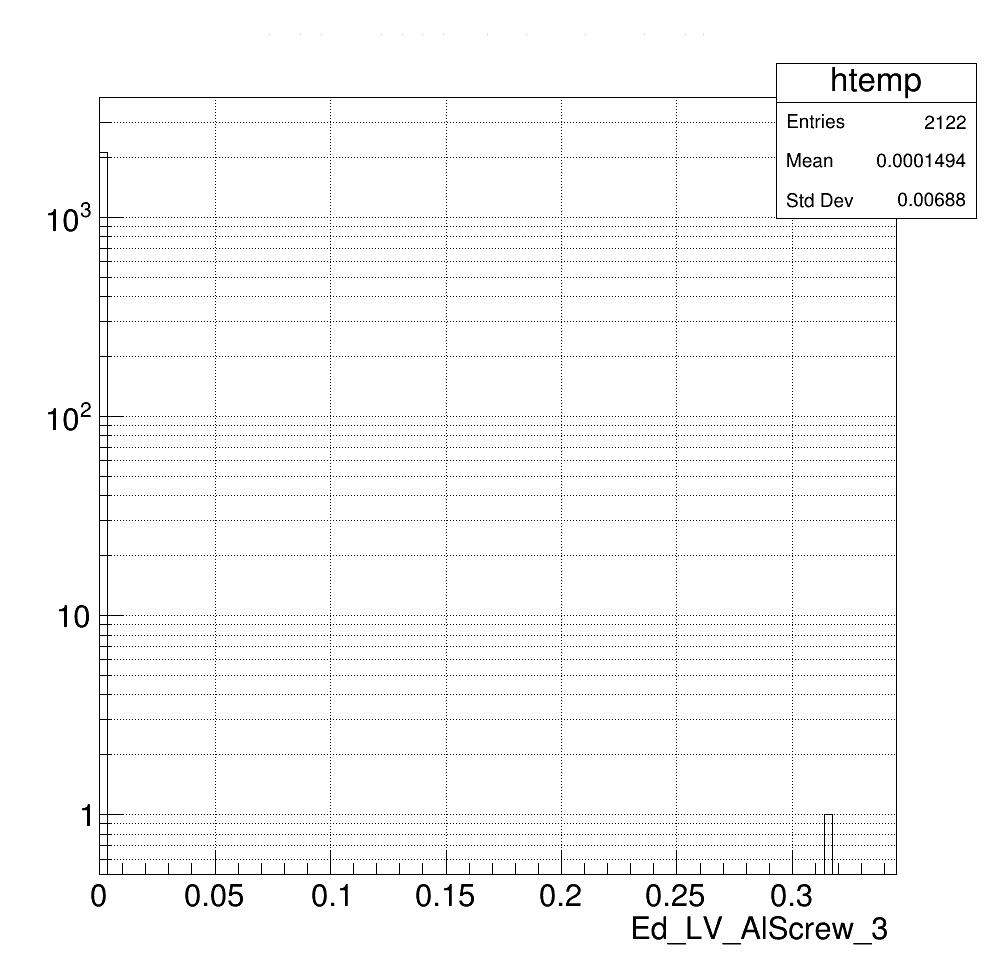 htemp
Entries 2122
Mean 0.0001494
Std Dev 0.00688
10³
10²
10
1
0 0.05 0.1 0.15 0.2 0.25 0.3
Ed_LV_AlScrew_3